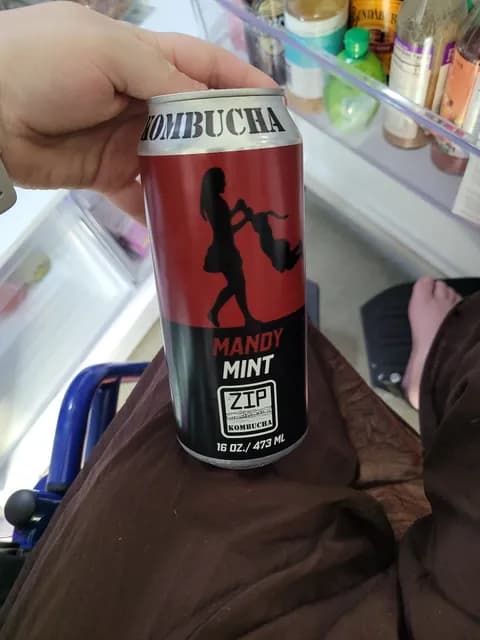 KOMBUCHA
MANDY
MINT
ZIP
KOMBUCHA
16 OZ./ 473 ML